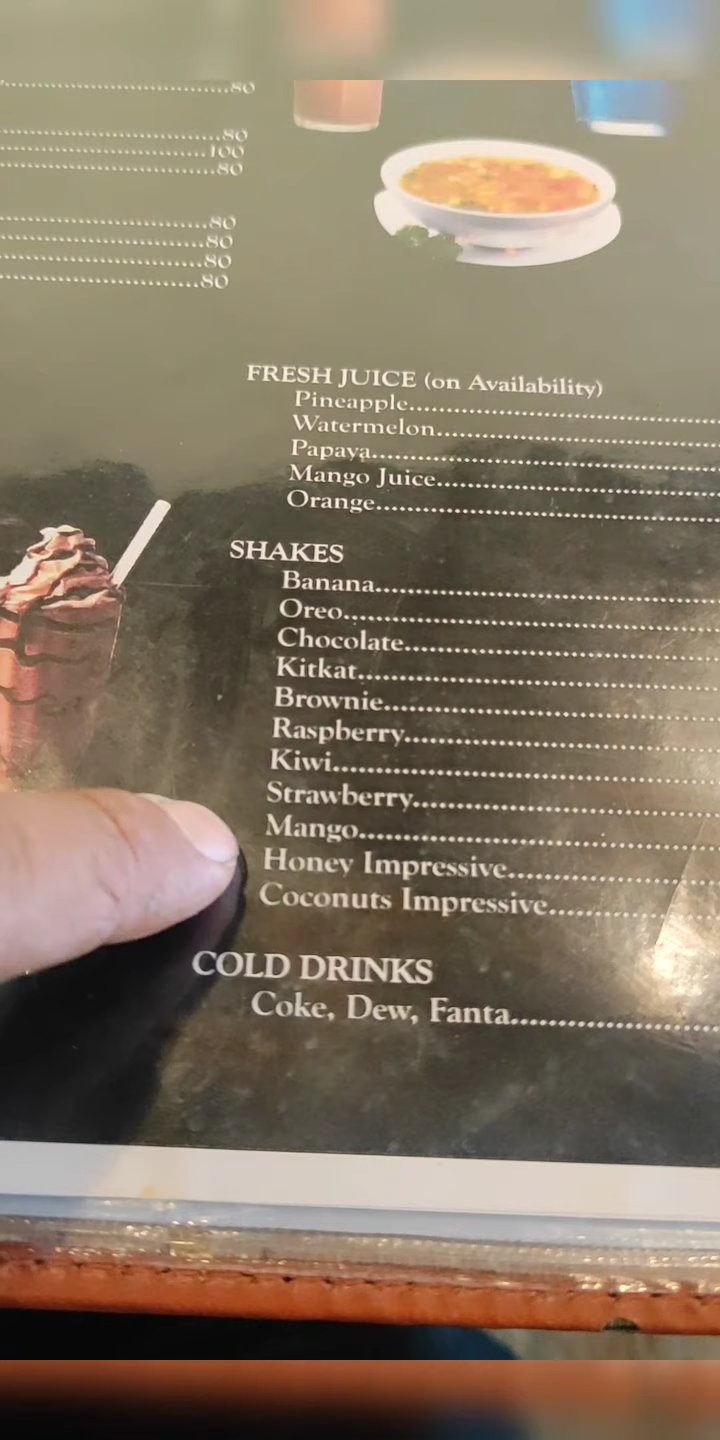 ..........80
..........80
..........100
..........80
..........80
..........80
..........80
..........80
FRESH JUICE (on Availability)
Pineapple..........
Watermelon..........
Papaya..........
Mango Juice..........
Orange..........
SHAKES
Banana..........
Oreo..........
Chocolate..........
Kitkat..........
Brownie..........
Raspberry..........
Kiwi..........
Strawberry..........
Mango..........
Honey Impressive..........
Coconuts Impressive..........
COLD DRINKS
Coke, Dew, Fanta..........